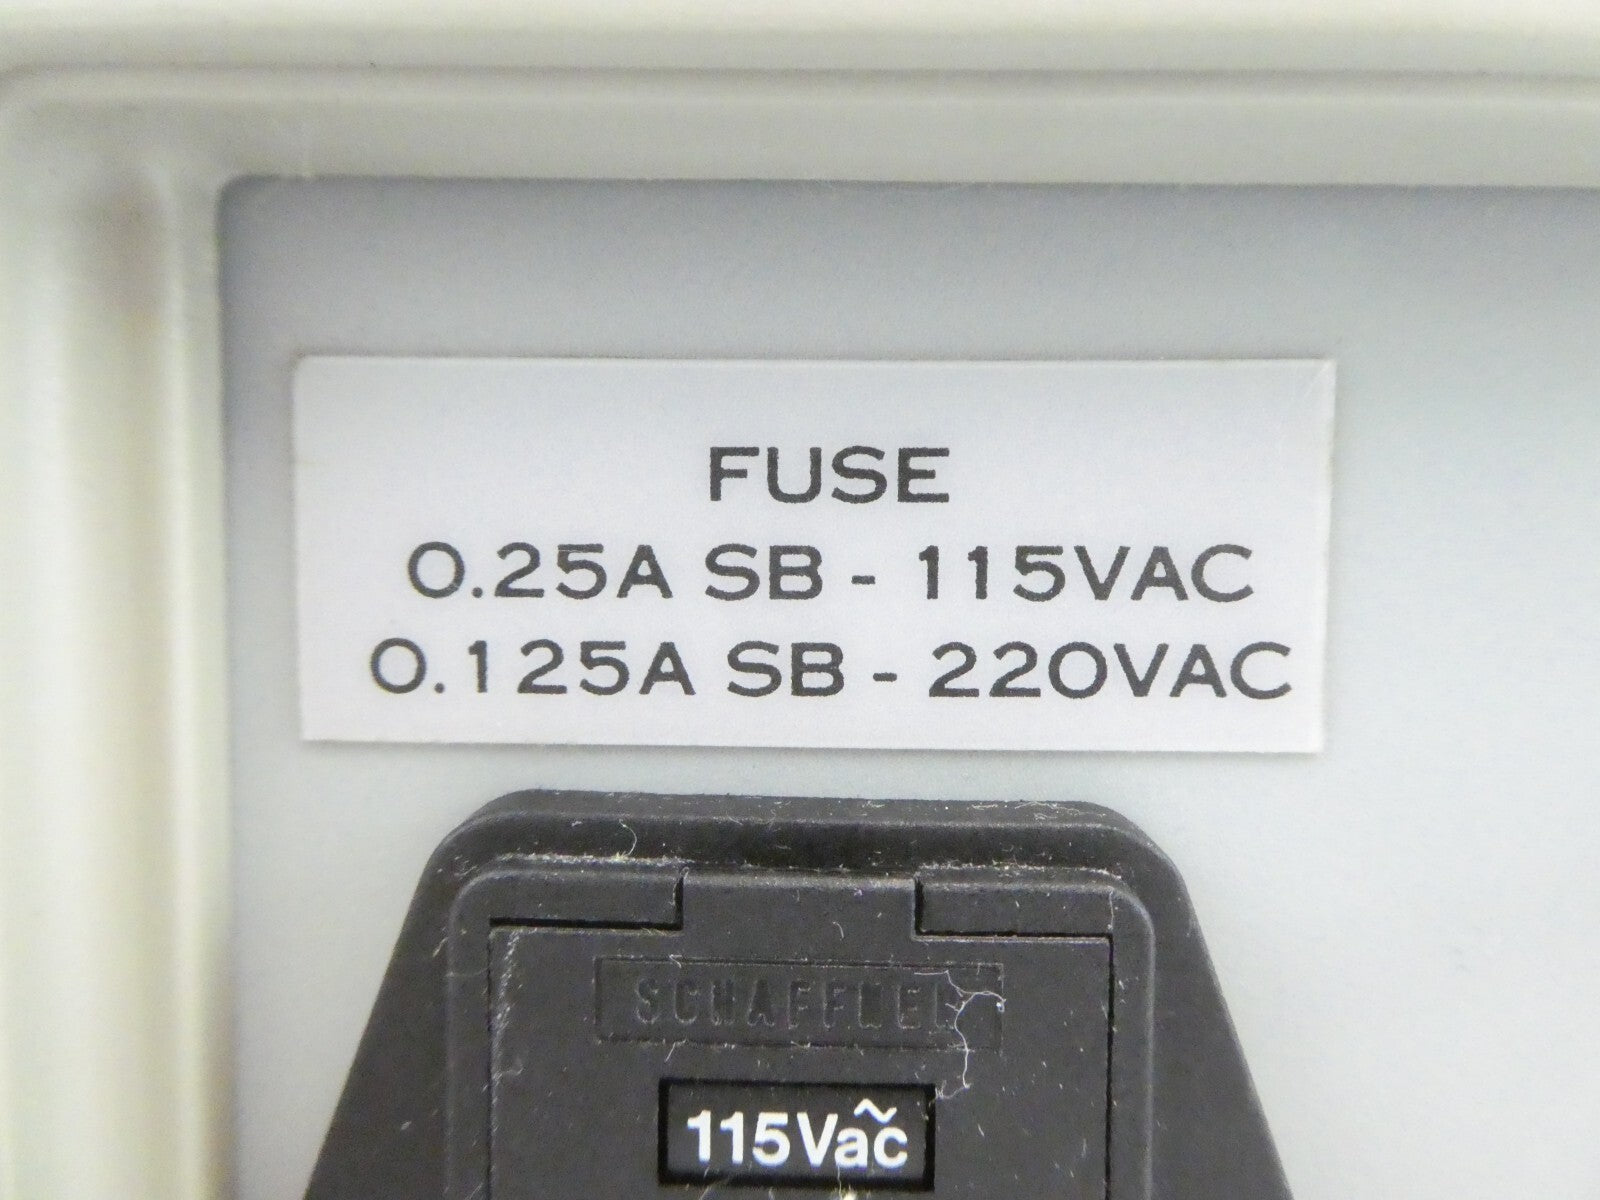 FUSE
0.25A SB - 115VAC
0.125A SB - 220VAC
SCHAFFNER
115Vac~